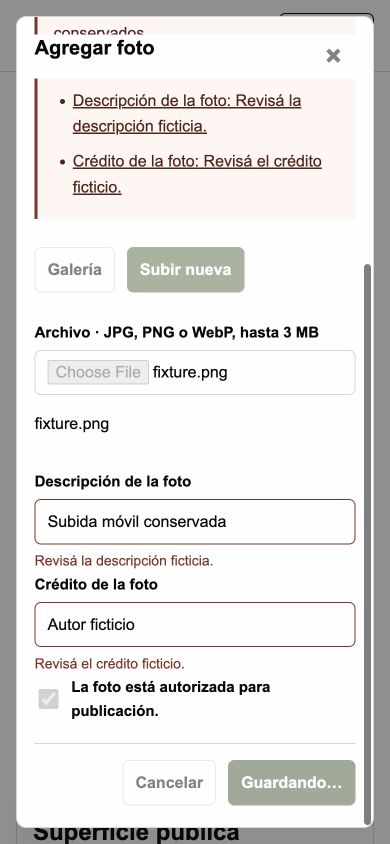 conservados.
Agregar foto
×
• Descripción de la foto: Revisá la
descripción ficticia.
• Crédito de la foto: Revisá el crédito
ficticio.
Galería
Subir nueva
Archivo · JPG, PNG o WebP, hasta 3 MB
Choose File fixture.png
fixture.png
Descripción de la foto
Subida móvil conservada
Revisá la descripción ficticia.
Crédito de la foto
Autor ficticio
Revisá el crédito ficticio.
La foto está autorizada para
publicación.
Cancelar
Guardando…
Superficie pública